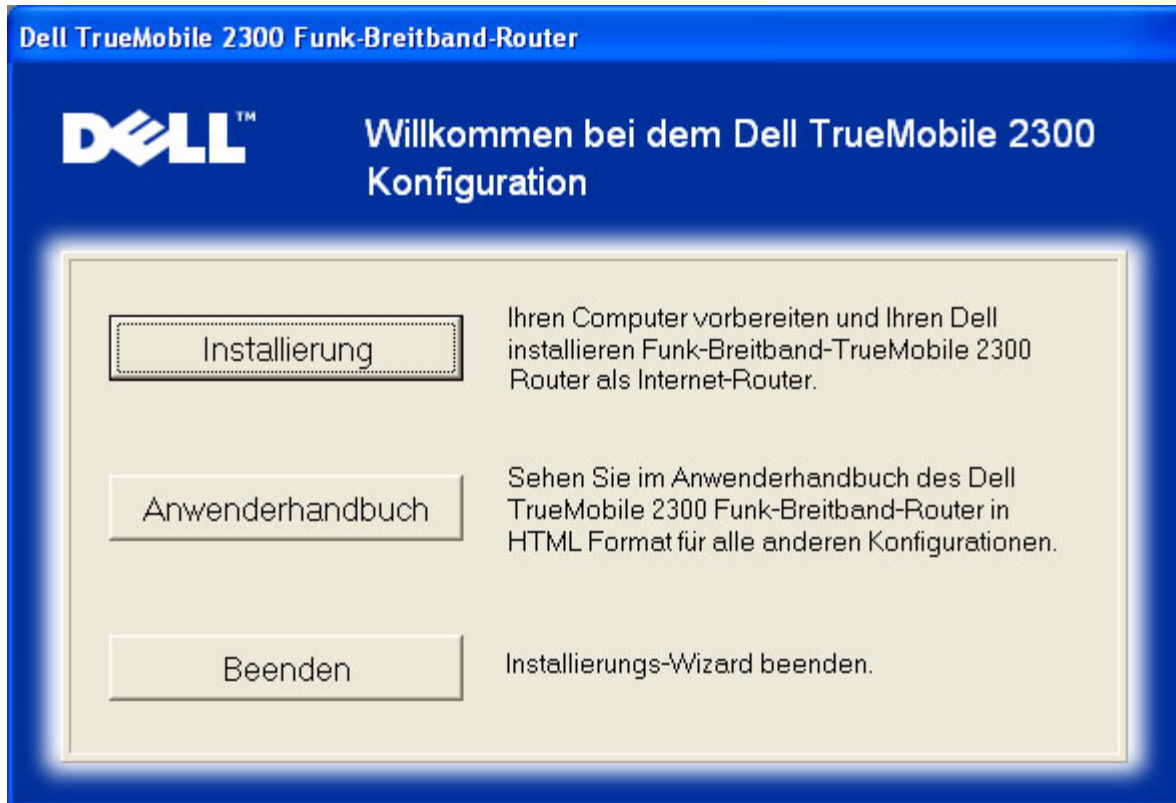 Dell TrueMobile 2300 Funk-Breitband-Router
DELL™
Willkommen bei dem Dell TrueMobile 2300
Konfiguration
Installierung
Ihren Computer vorbereiten und Ihren Dell
installieren Funk-Breitband-TrueMobile 2300
Router als Internet-Router.
Anwenderhandbuch
Sehen Sie im Anwenderhandbuch des Dell
TrueMobile 2300 Funk-Breitband-Router in
HTML Format für alle anderen Konfigurationen.
Beenden
Installierungs-Wizard beenden.